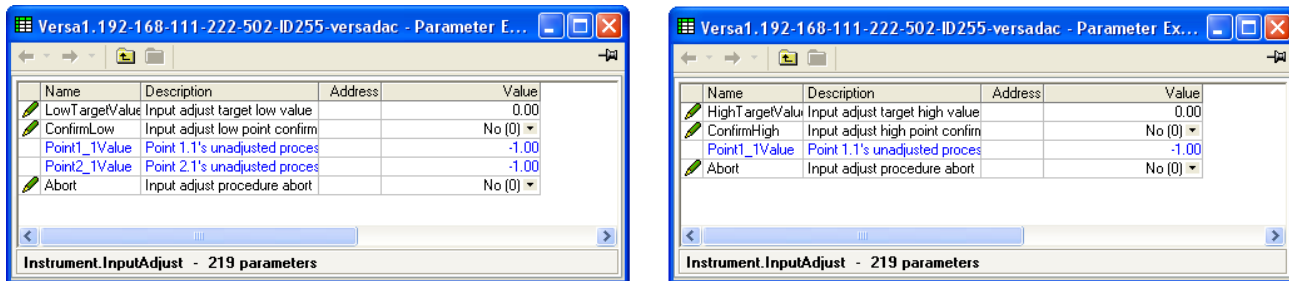 Versa1.192-168-111-222-502-ID255-versadac - Parameter E...
Name Description Address Value
LowTargetValue Input adjust target low value 0.00
ConfirmLow Input adjust low point confirm No (0)
Point1_1Value Point 1.1's unadjusted proces -1.00
Point2_1Value Point 2.1's unadjusted proces -1.00
Abort Input adjust procedure abort No (0)
Instrument.InputAdjust - 219 parameters
Versa1.192-168-111-222-502-ID255-versadac - Parameter Ex...
Name Description Address Value
HighTargetValu Input adjust target high value 0.00
ConfirmHigh Input adjust high point confirm No (0)
Point1_1Value Point 1.1's unadjusted proces -1.00
Abort Input adjust procedure abort No (0)
Instrument.InputAdjust - 219 parameters